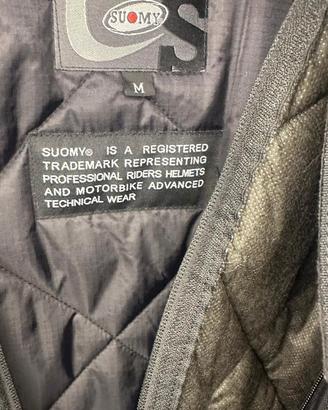 SUOMY
S
M
SUOMY® IS A REGISTERED
TRADEMARK REPRESENTING
PROFESSIONAL RIDERS HELMETS
AND MOTORBIKE ADVANCED
TECHNICAL WEAR